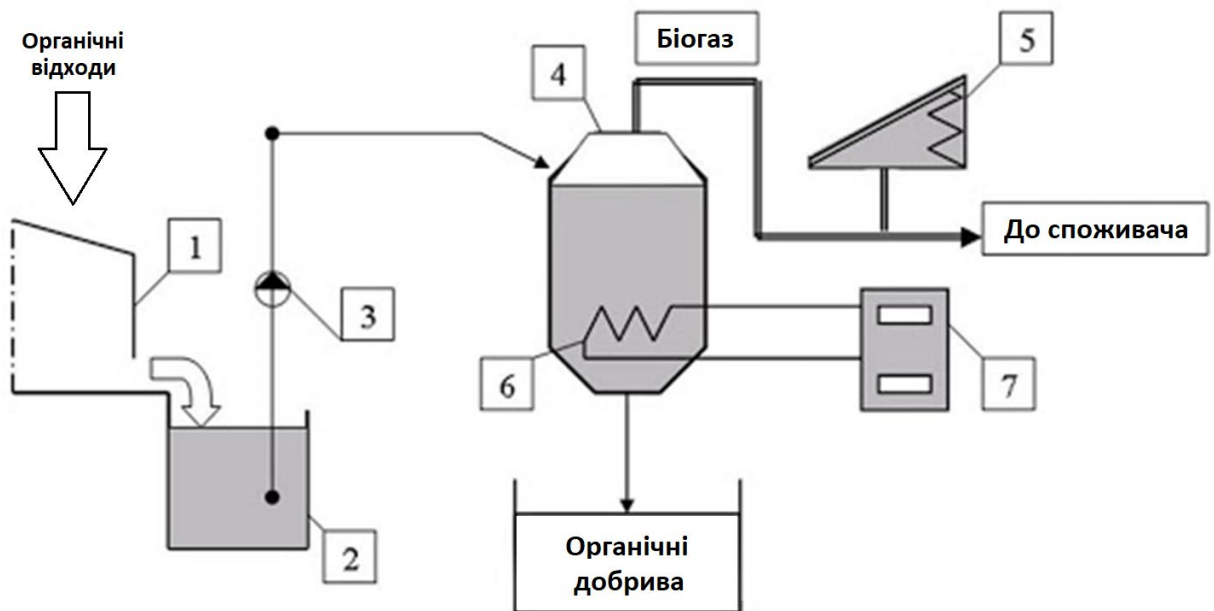 Органічні
відходи
Біогаз
5
4
1
3
До споживача
6
7
2
Органічні
добрива